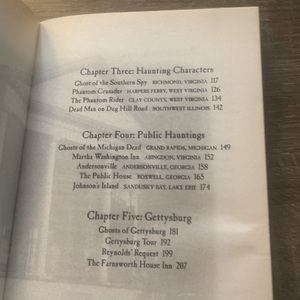 Chapter Three: Haunting Characters
Ghost of the Southern Spy RICHMOND, VIRGINIA 117
Phantom Crusader HARPERS FERRY, WEST VIRGINIA 126
The Phantom Rider CLAY COUNTY, WEST VIRGINIA 134
Dead Man on Dug Hill Road SOUTHWEST ILLINOIS 142
Chapter Four: Public Hauntings
Ghosts of the Michigan Dead GRAND RAPIDS, MICHIGAN 149
Martha Washington Inn ABINGDON, VIRGINIA 152
Andersonville ANDERSONVILLE, GEORGIA 158
The Public House ROSWELL, GEORGIA 165
Johnson's Island SANDUSKY BAY, LAKE ERIE 174
Chapter Five: Gettysburg
Ghosts of Gettysburg 181
Gettysburg Tour 192
Reynolds' Request 199
The Farnsworth House Inn 207